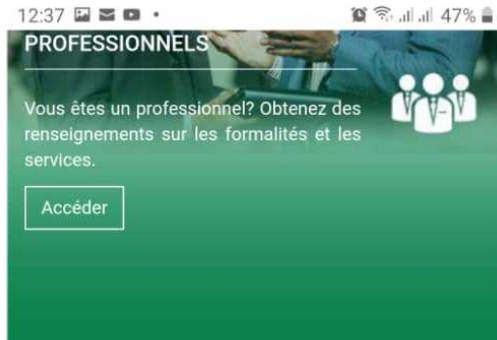 12:37
47%
PROFESSIONNELS
Vous êtes un professionnel? Obtenez des
renseignements sur les formalités et les
services.
Accéder